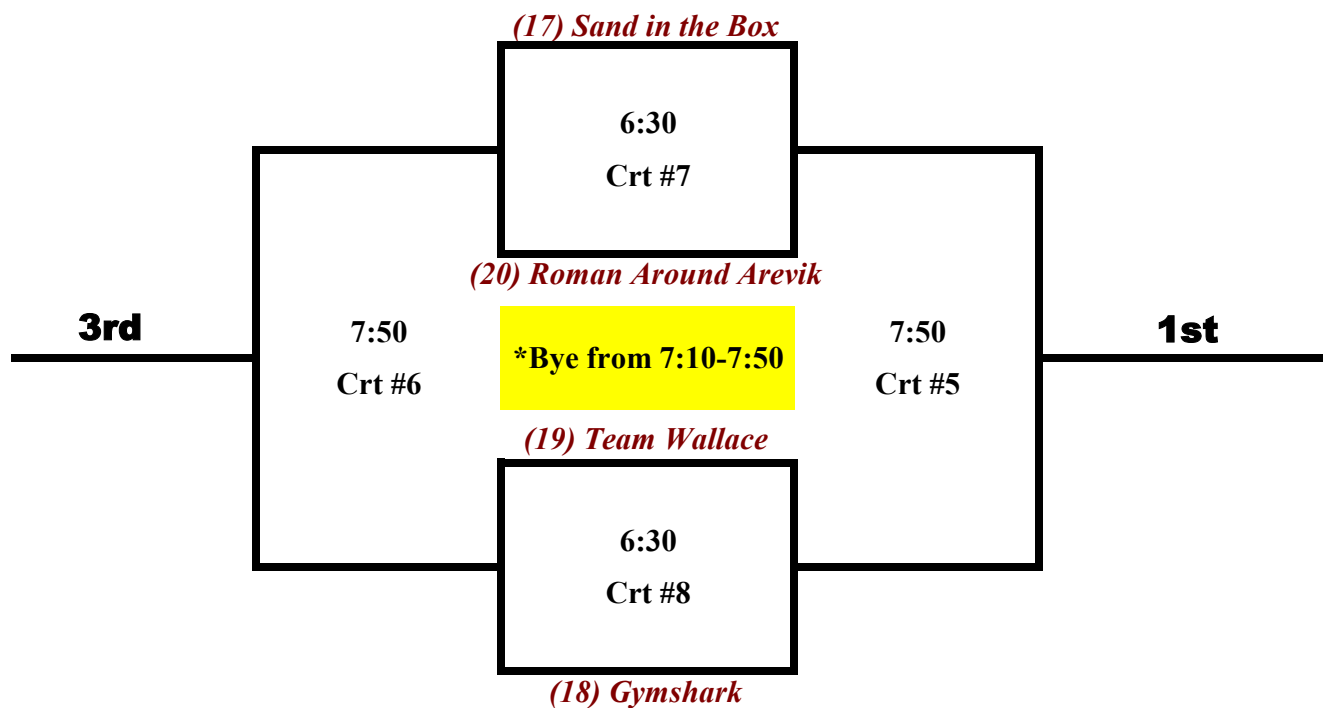 (17) Sand in the Box
6:30
Crt #7
(20) Roman Around Arevik
3rd
7:50
Crt #6
*Bye from 7:10-7:50
7:50
Crt #5
1st
(19) Team Wallace
6:30
Crt #8
(18) Gymshark